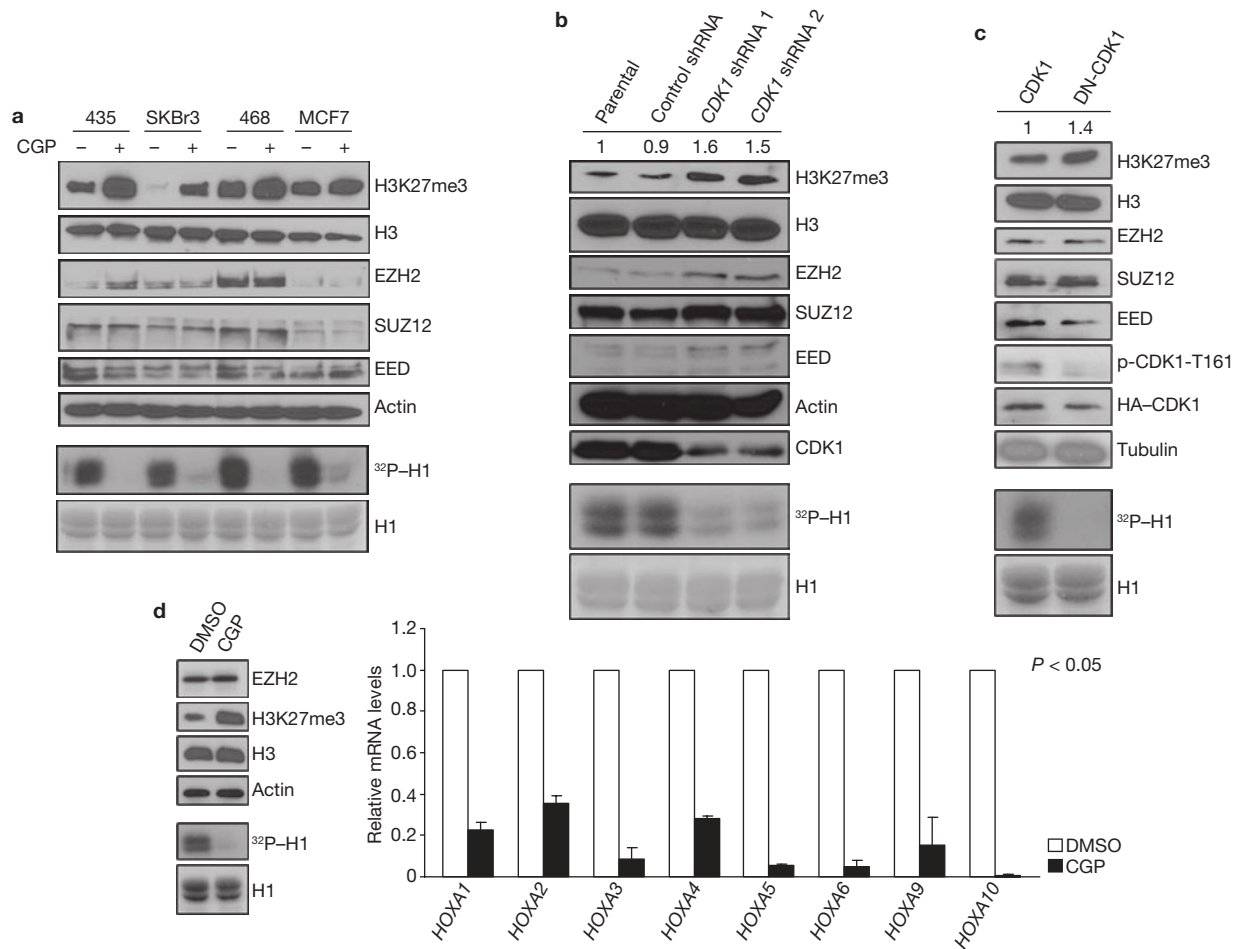 a
435 SKBr3 468 MCF7
CGP – + – + – + – +
H3K27me3
H3
EZH2
SUZ12
EED
Actin
³²P–H1
H1
b
Parental
Control shRNA
CDK1 shRNA 1
CDK1 shRNA 2
1 0.9 1.6 1.5
H3K27me3
H3
EZH2
SUZ12
EED
Actin
CDK1
³²P–H1
H1
c
CDK1
DN-CDK1
1 1.4
H3K27me3
H3
EZH2
SUZ12
EED
p-CDK1-T161
HA–CDK1
Tubulin
³²P–H1
H1
d
DMSO
CGP
EZH2
H3K27me3
H3
Actin
³²P–H1
H1
Relative mRNA levels
1.2
1.0
0.8
0.6
0.4
0.2
0
P < 0.05
DMSO
CGP
HOXA1
HOXA2
HOXA3
HOXA4
HOXA5
HOXA6
HOXA9
HOXA10